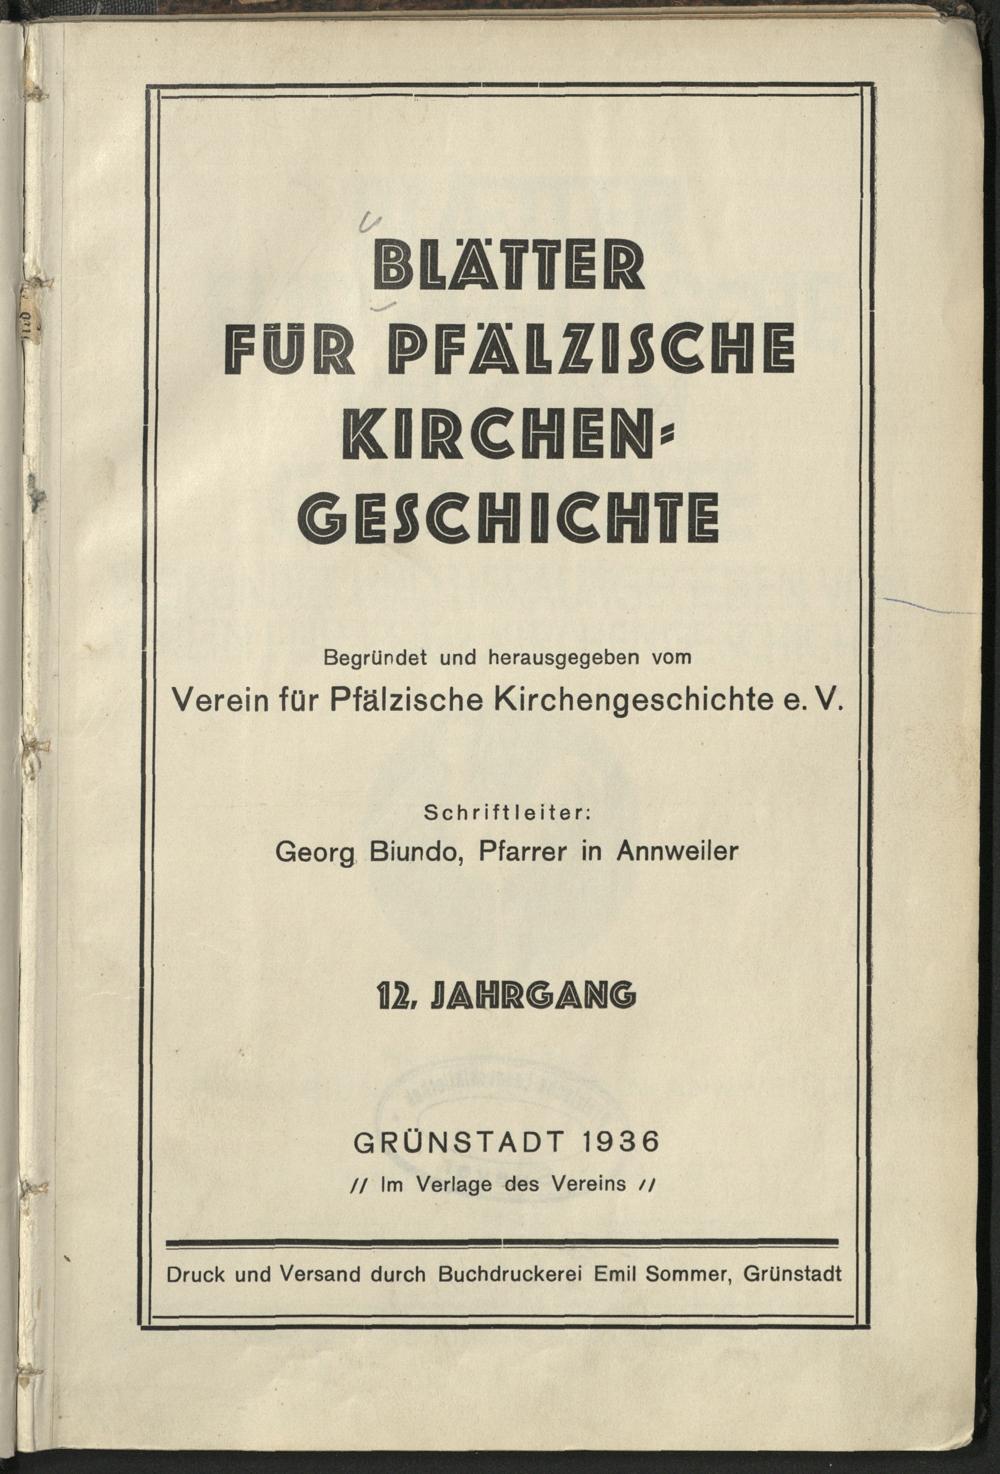 BLÄTTER
FÜR PFÄLZISCHE
KIRCHEN-
GESCHICHTE
Begründet und herausgegeben vom
Verein für Pfälzische Kirchengeschichte e. V.
Schriftleiter:
Georg Biundo, Pfarrer in Annweiler
12. JAHRGANG
GRÜNSTADT 1936
// Im Verlage des Vereins //
Druck und Versand durch Buchdruckerei Emil Sommer, Grünstadt